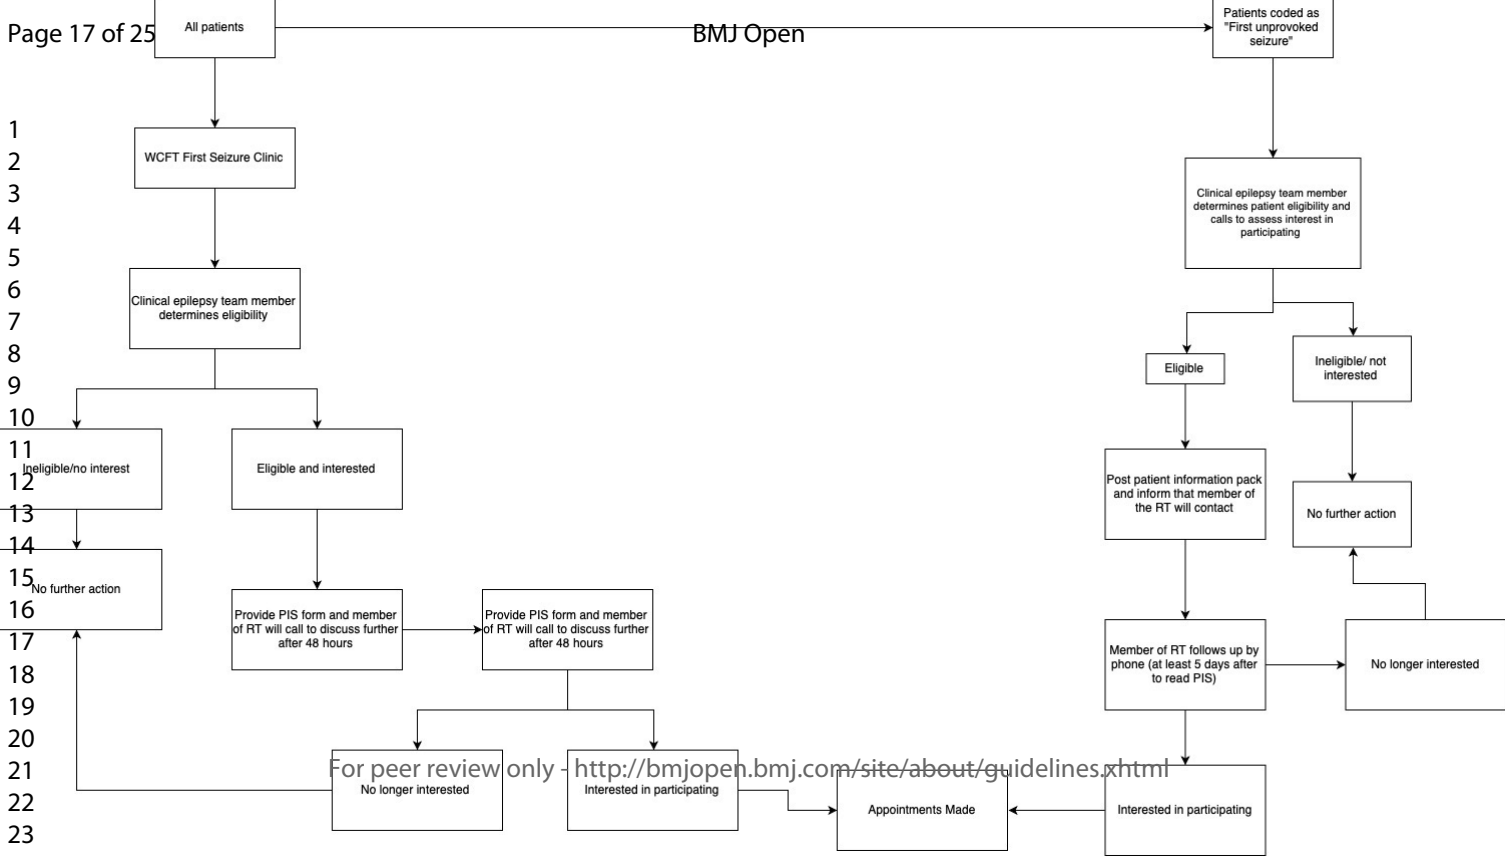 Page 17 of 25
BMJ Open
All patients
Patients coded as
"First unprovoked
seizure"
1
2
3
4
5
6
7
8
9
10
11
12
13
14
15
16
17
18
19
20
21
22
23
WCFT First Seizure Clinic
Clinical epilepsy team member
determines eligibility
Ineligible/no interest
Eligible and interested
No further action
Provide PIS form and member
of RT will call to discuss further
after 48 hours
Provide PIS form and member
of RT will call to discuss further
after 48 hours
No longer interested
Interested in participating
Appointments Made
Clinical epilepsy team member
determines patient eligibility and
calls to assess interest in
participating
Eligible
Ineligible/ not
interested
Post patient information pack
and inform that member of
the RT will contact
No further action
Member of RT follows up by
phone (at least 5 days after
to read PIS)
No longer interested
Interested in participating
For peer review only - http://bmjopen.bmj.com/site/about/guidelines.xhtml